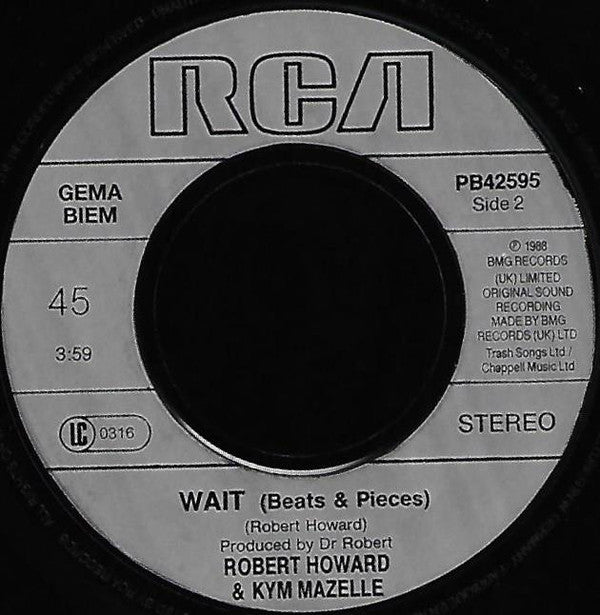 RCA
GEMA
BIEM
45
3:59
LC 0316
PB42595
Side 2
℗ 1988
BMG RECORDS
(UK) LIMITED
ORIGINAL SOUND
RECORDING
MADE BY BMG
RECORDS (UK) LTD
Trash Songs Ltd /
Chappell Music Ltd
STEREO
WAIT (Beats & Pieces)
(Robert Howard)
Produced by Dr Robert
ROBERT HOWARD
& KYM MAZELLE